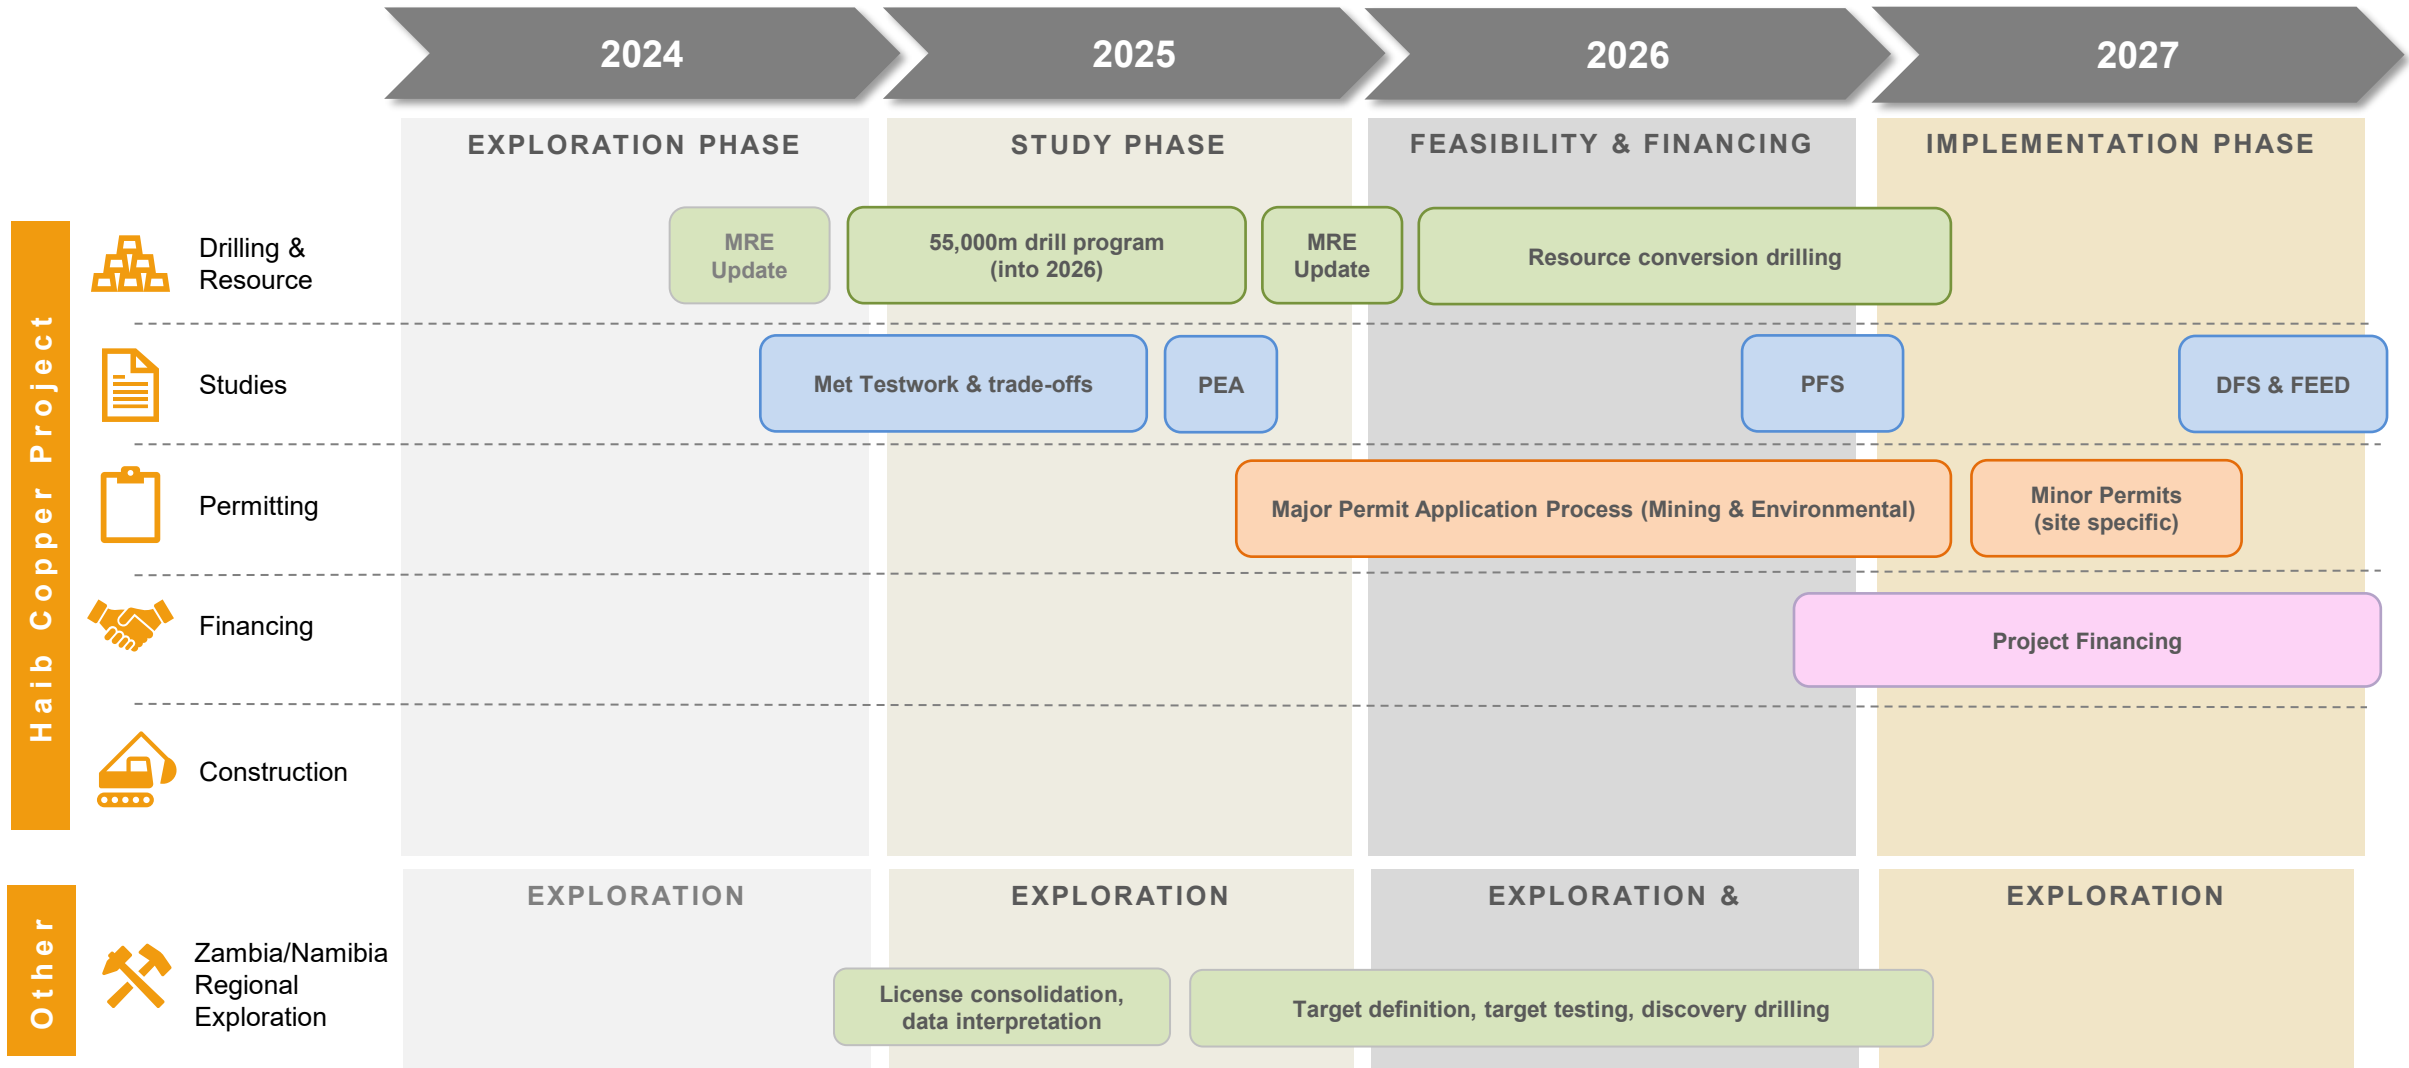 2024
2025
2026
2027
EXPLORATION PHASE
STUDY PHASE
FEASIBILITY & FINANCING
IMPLEMENTATION PHASE
Haib Copper Project
Drilling &
Resource
MRE
Update
55,000m drill program
(into 2026)
MRE
Update
Resource conversion drilling
Studies
Met Testwork & trade-offs
PEA
PFS
DFS & FEED
Permitting
Major Permit Application Process (Mining & Environmental)
Minor Permits
(site specific)
Financing
Project Financing
Construction
Other
EXPLORATION
EXPLORATION
EXPLORATION &
EXPLORATION
Zambia/Namibia
Regional
Exploration
License consolidation,
data interpretation
Target definition, target testing, discovery drilling